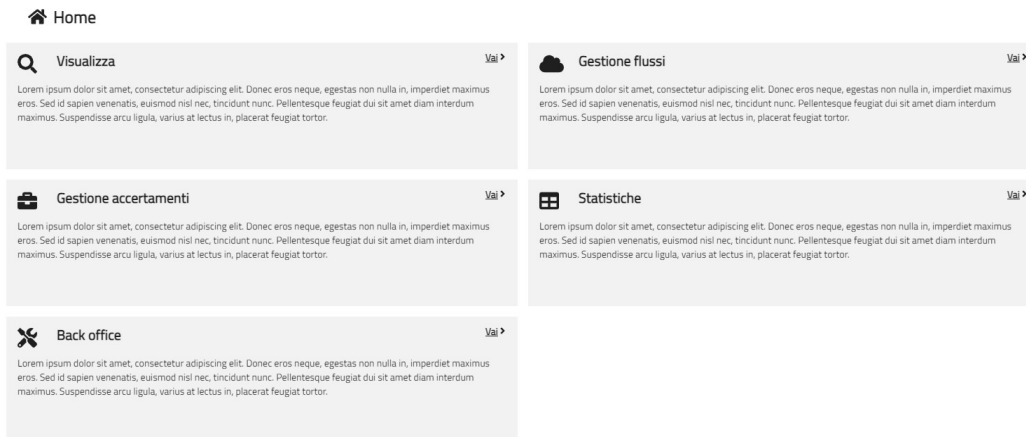 Home
Visualizza
Vai
Lorem ipsum dolor sit amet, consectetur adipiscing elit. Donec eros neque, egestas non nulla in, imperdiet maximus
eros. Sed id sapien venenatis, euismod nisl nec, tincidunt nunc. Pellentesque feugiat dui sit amet diam interdum
maximus. Suspendisse arcu ligula, varius at lectus in, placerat feugiat tortor.
Gestione flussi
Vai
Lorem ipsum dolor sit amet, consectetur adipiscing elit. Donec eros neque, egestas non nulla in, imperdiet maximus
eros. Sed id sapien venenatis, euismod nisl nec, tincidunt nunc. Pellentesque feugiat dui sit amet diam interdum
maximus. Suspendisse arcu ligula, varius at lectus in, placerat feugiat tortor.
Gestione accertamenti
Vai
Lorem ipsum dolor sit amet, consectetur adipiscing elit. Donec eros neque, egestas non nulla in, imperdiet maximus
eros. Sed id sapien venenatis, euismod nisl nec, tincidunt nunc. Pellentesque feugiat dui sit amet diam interdum
maximus. Suspendisse arcu ligula, varius at lectus in, placerat feugiat tortor.
Statistiche
Vai
Lorem ipsum dolor sit amet, consectetur adipiscing elit. Donec eros neque, egestas non nulla in, imperdiet maximus
eros. Sed id sapien venenatis, euismod nisl nec, tincidunt nunc. Pellentesque feugiat dui sit amet diam interdum
maximus. Suspendisse arcu ligula, varius at lectus in, placerat feugiat tortor.
Back office
Vai
Lorem ipsum dolor sit amet, consectetur adipiscing elit. Donec eros neque, egestas non nulla in, imperdiet maximus
eros. Sed id sapien venenatis, euismod nisl nec, tincidunt nunc. Pellentesque feugiat dui sit amet diam interdum
maximus. Suspendisse arcu ligula, varius at lectus in, placerat feugiat tortor.